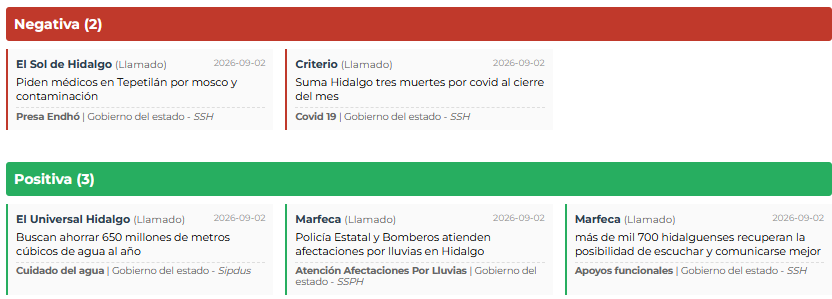 Negativa (2)
El Sol de Hidalgo (Llamado) 2026-09-02
Piden médicos en Tepetilán por mosco y
contaminación
Presa Endhó | Gobierno del estado - SSH
Criterio (Llamado) 2026-09-02
Suma Hidalgo tres muertes por covid al cierre
del mes
Covid 19 | Gobierno del estado - SSH
Positiva (3)
El Universal Hidalgo (Llamado) 2026-09-02
Buscan ahorrar 650 millones de metros
cúbicos de agua al año
Cuidado del agua | Gobierno del estado - Sipdus
Marfeca (Llamado) 2026-09-02
Policía Estatal y Bomberos atienden
afectaciones por lluvias en Hidalgo
Atención Afectaciones Por Lluvias | Gobierno del
estado - SSPH
Marfeca (Llamado) 2026-09-02
más de mil 700 hidalguenses recuperan la
posibilidad de escuchar y comunicarse mejor
Apoyos funcionales | Gobierno del estado - SSH